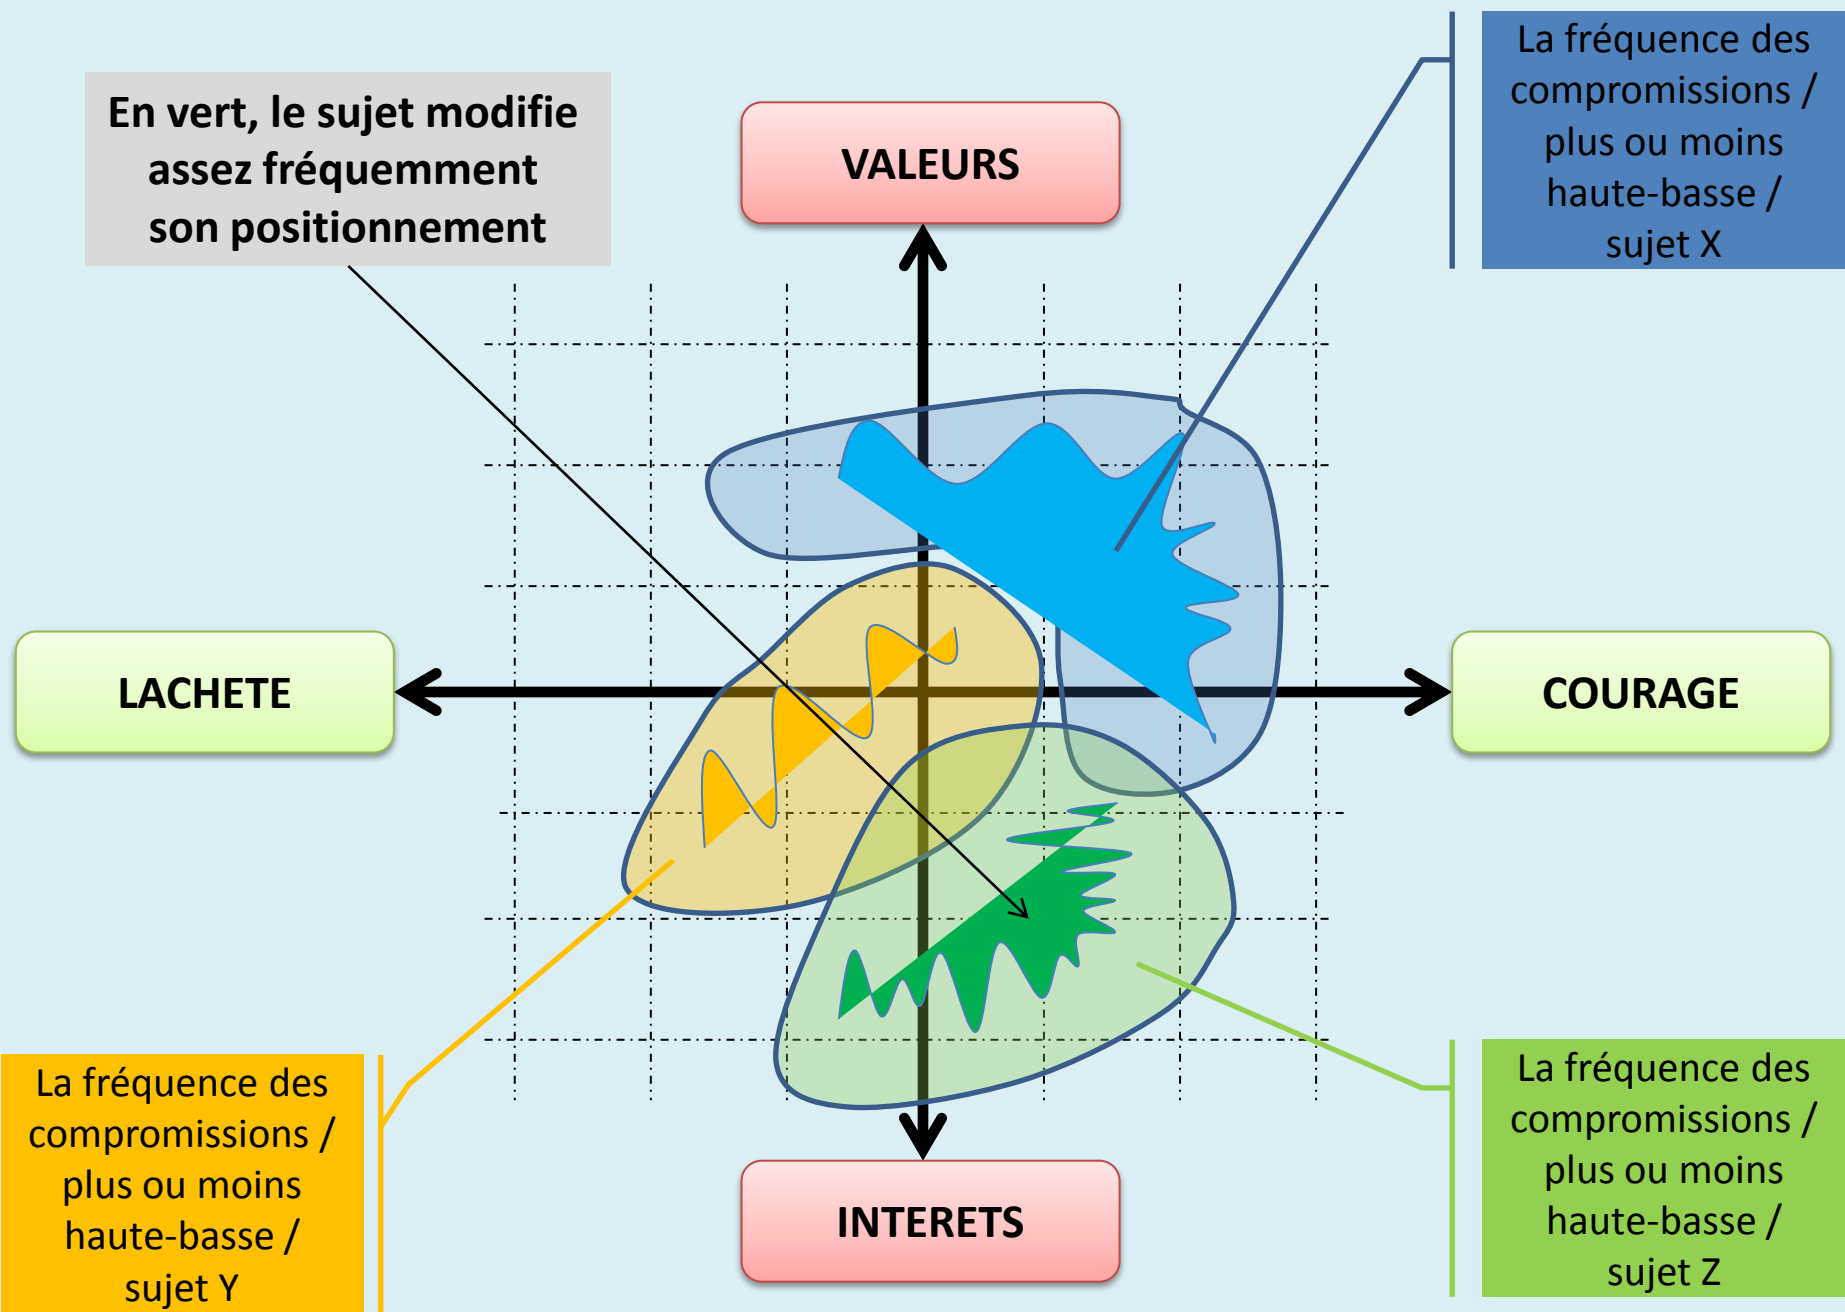 La fréquence des
compromissions /
plus ou moins
haute-basse /
sujet X
En vert, le sujet modifie
assez fréquemment
son positionnement
VALEURS
LACHETE
COURAGE
La fréquence des
compromissions /
plus ou moins
haute-basse /
sujet Y
INTERETS
La fréquence des
compromissions /
plus ou moins
haute-basse /
sujet Z